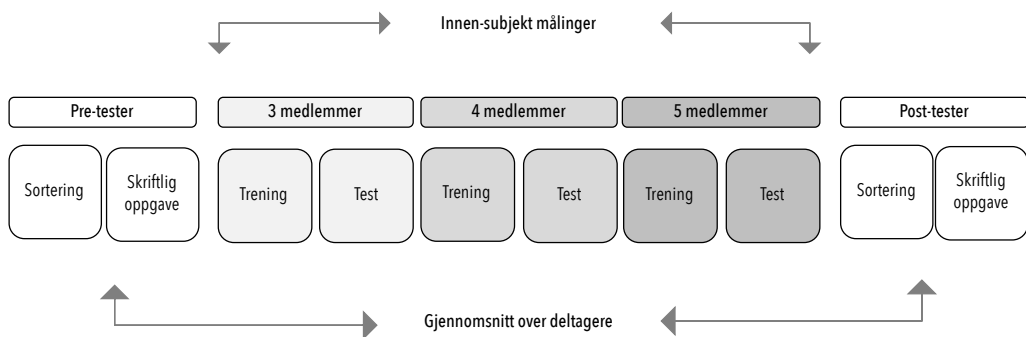 Innen-subjekt målinger
Pre-tester
3 medlemmer
4 medlemmer
5 medlemmer
Post-tester
Sortering
Skriftlig
oppgave
Trening
Test
Trening
Test
Trening
Test
Sortering
Skriftlig
oppgave
Gjennomsnitt over deltagere